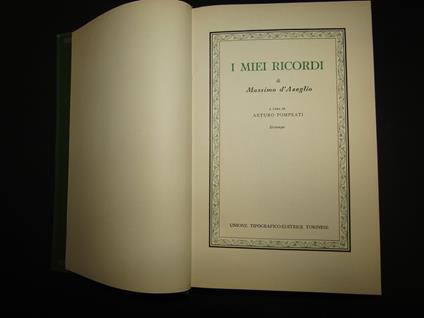 I MIEI RICORDI
di
Massimo d'Azeglio
A CURA DI
ARTURO POMPEATI
Ristampa
UNIONE TIPOGRAFICO-EDITRICE TORINESE